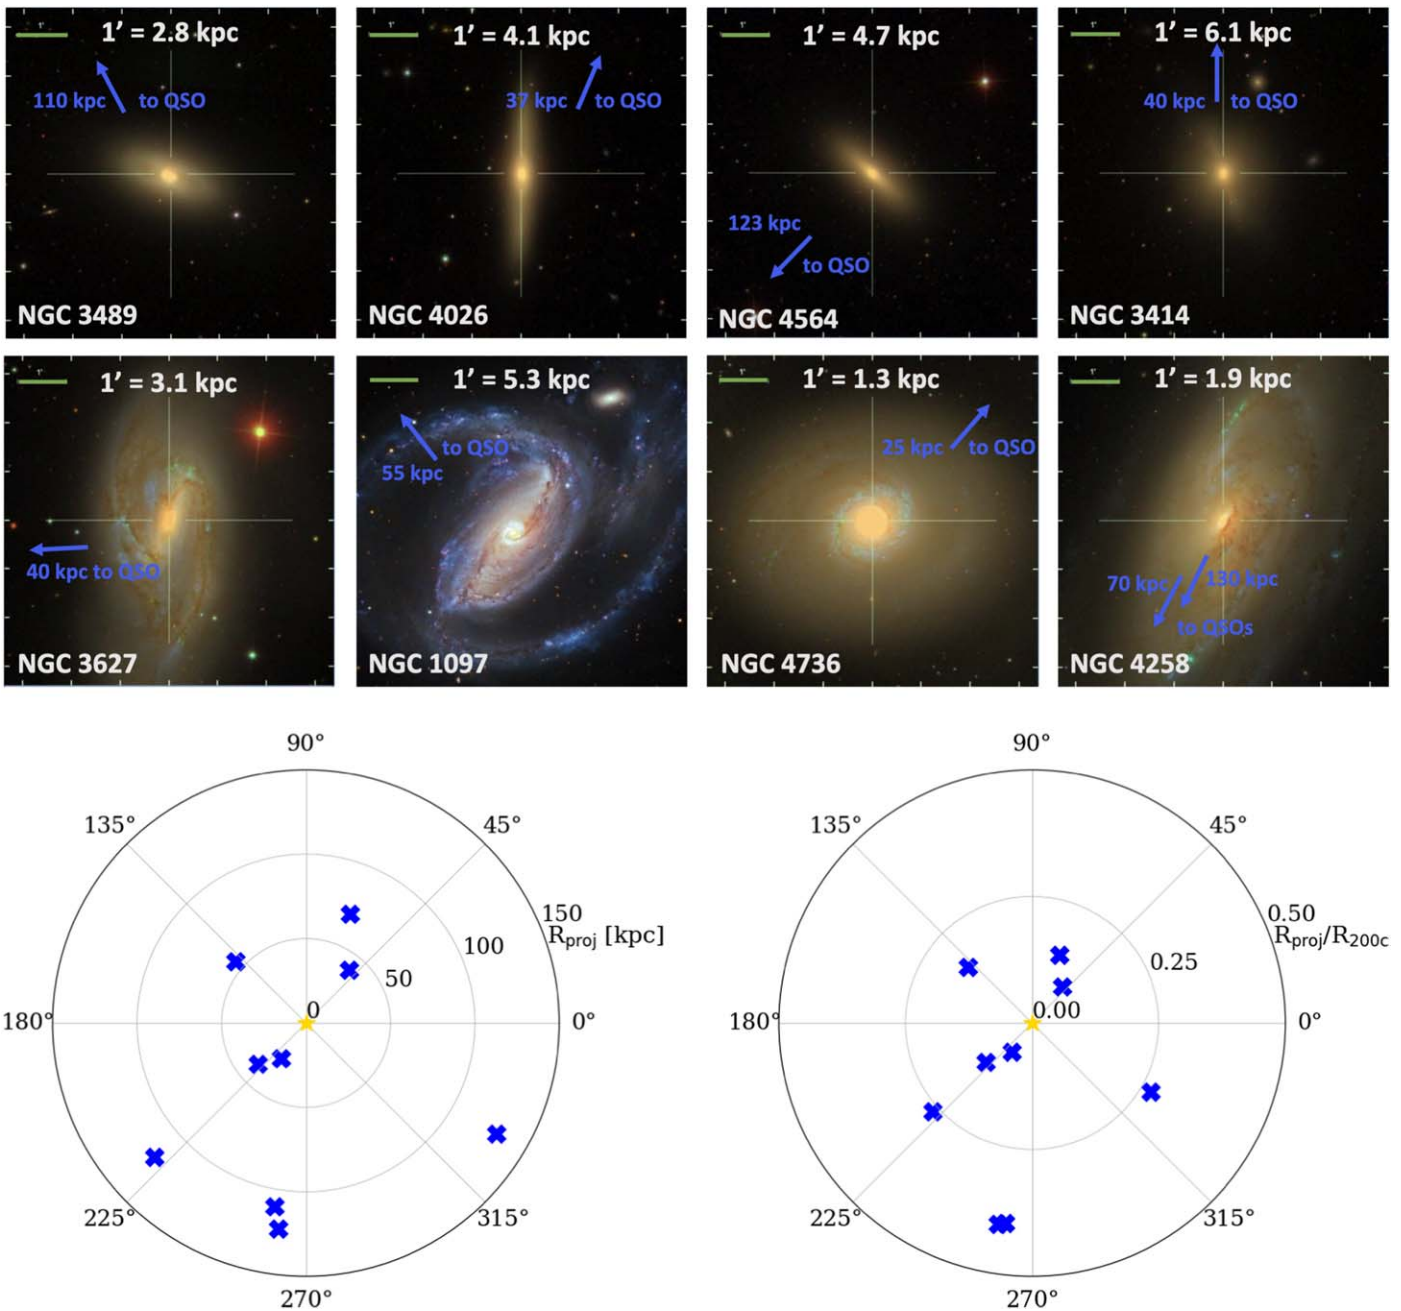 1' = 2.8 kpc
110 kpc to QSO
NGC 3489
1' = 4.1 kpc
37 kpc to QSO
NGC 4026
1' = 4.7 kpc
123 kpc
to QSO
NGC 4564
1' = 6.1 kpc
40 kpc to QSO
NGC 3414
1' = 3.1 kpc
40 kpc to QSO
NGC 3627
1' = 5.3 kpc
to QSO
55 kpc
NGC 1097
1' = 1.3 kpc
25 kpc to QSO
NGC 4736
1' = 1.9 kpc
70 kpc 130 kpc
to QSOs
NGC 4258
90°
135° 45°
150
R_proj [kpc]
100
50
0
180° 0°
225° 315°
270°
90°
135° 45°
0.50
R_proj/R_200c
0.25
0.00
180° 0°
225° 315°
270°